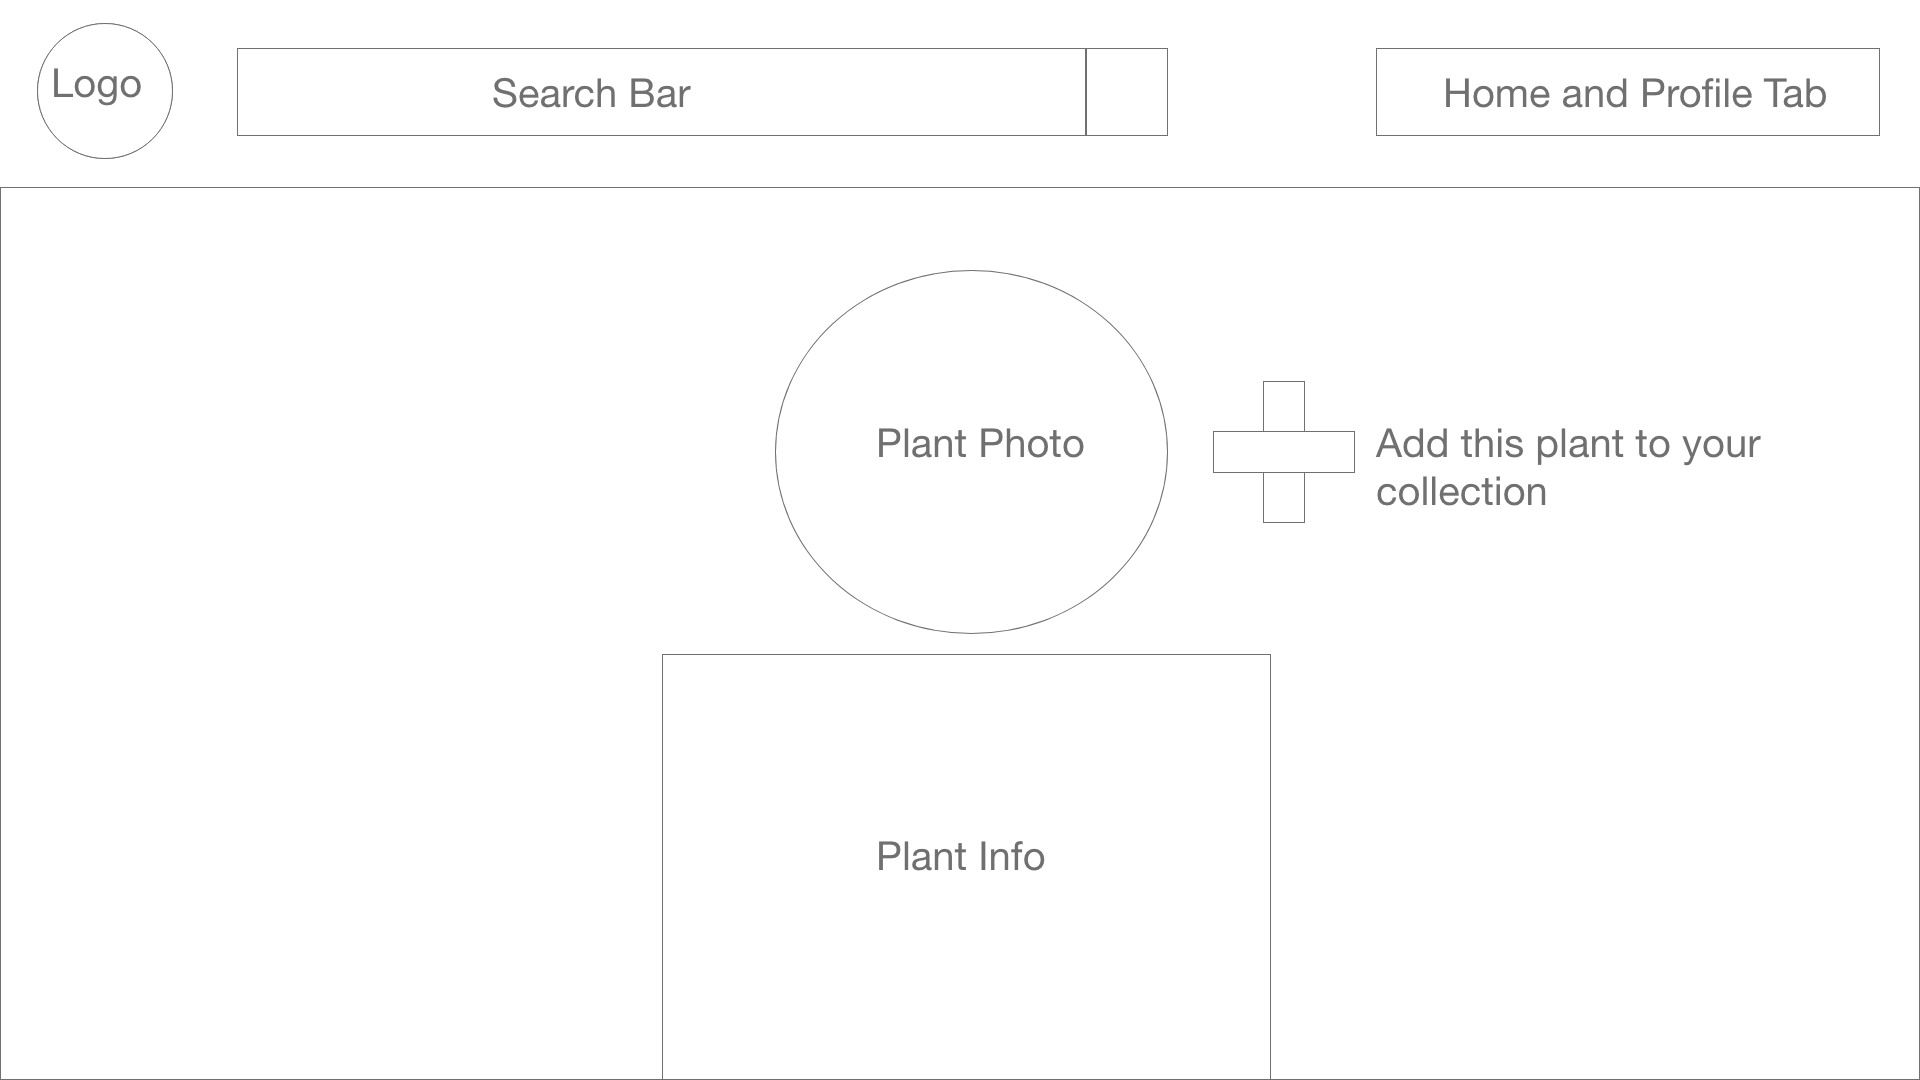 Logo
Search Bar
Home and Profile Tab
Plant Photo
Add this plant to your
collection
Plant Info